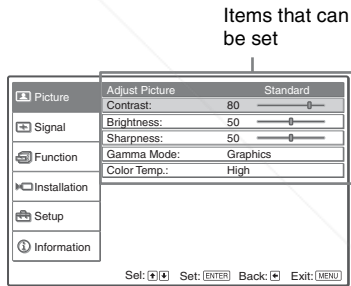 Items that can
be set
Picture
Signal
Function
Installation
Setup
Information
Adjust Picture Standard
Contrast: 80
Brightness: 50
Sharpness: 50
Gamma Mode: Graphics
Color Temp.: High
Sel: Set: ENTER Back: Exit: MENU